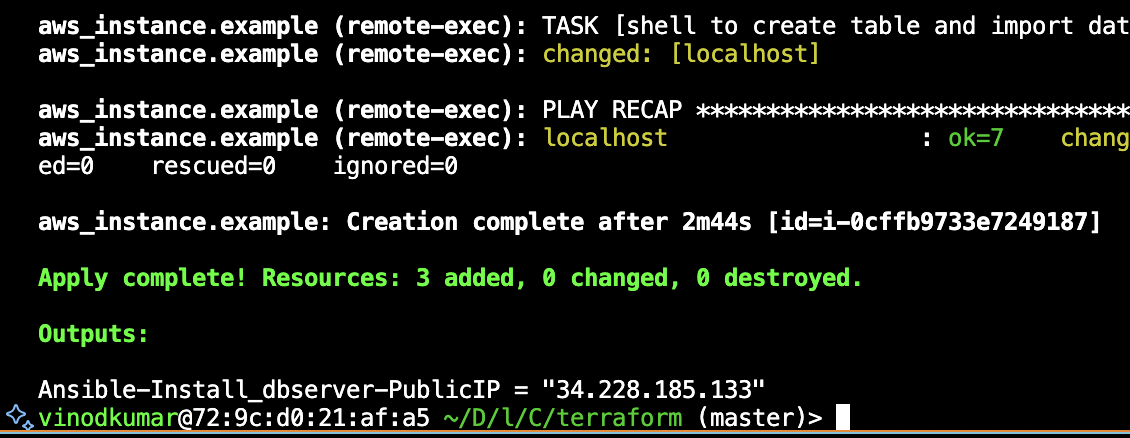 aws_instance.example (remote-exec): TASK [shell to create table and import dat
aws_instance.example (remote-exec): changed: [localhost]
aws_instance.example (remote-exec): PLAY RECAP *******************************
aws_instance.example (remote-exec): localhost                  : ok=7    chang
ed=0    rescued=0    ignored=0
aws_instance.example: Creation complete after 2m44s [id=i-0cffb9733e7249187]
Apply complete! Resources: 3 added, 0 changed, 0 destroyed.
Outputs:
Ansible-Install_dbserver-PublicIP = "34.228.185.133"
vinodkumar@72:9c:d0:21:af:a5 ~/D/l/C/terraform (master)>